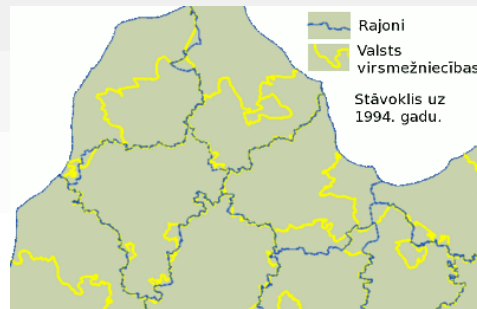 Rajoni
Valsts
virsmežniecības
Stāvoklis uz
1994. gadu.